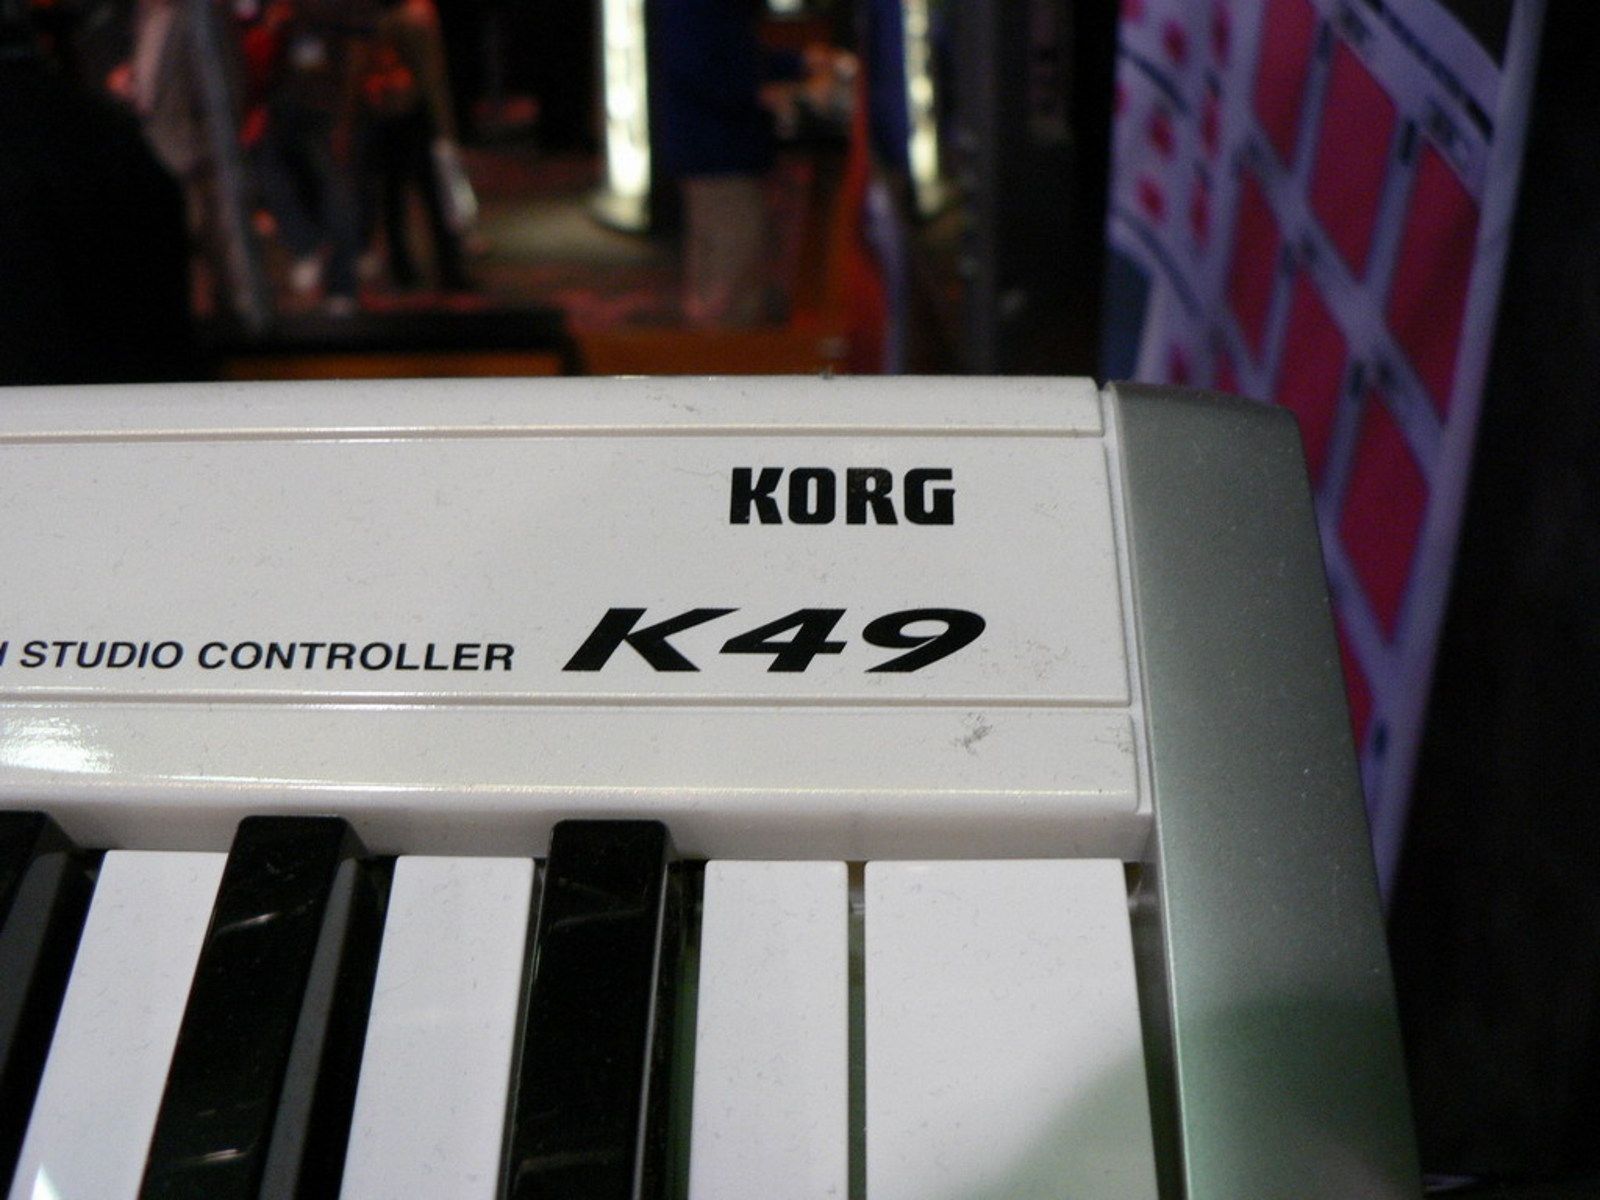 KORG
STUDIO CONTROLLER K49